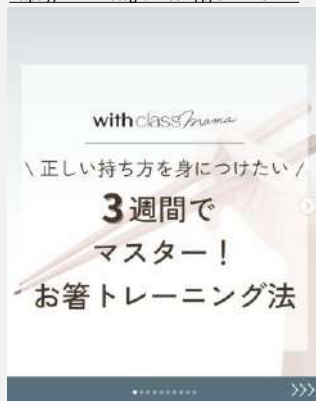 with class mama
\ 正しい持ち方を身につけたい /
3週間で
マスター！
お箸トレーニング法
>>>